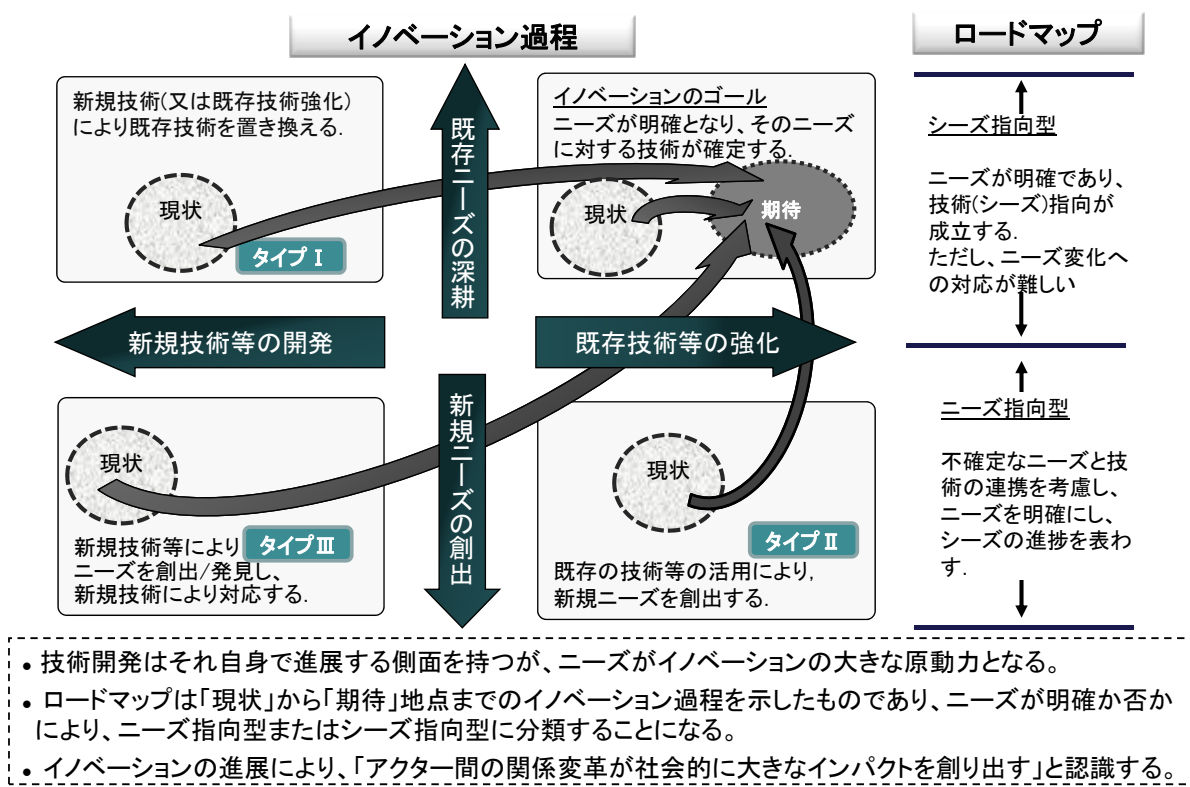 イノベーション過程
ロードマップ
新規技術(又は既存技術強化)
により既存技術を置き換える.
現状
タイプⅠ
既存ニーズの深耕
イノベーションのゴール
ニーズが明確となり、そのニーズ
に対する技術が確定する.
現状
期待
シーズ指向型
ニーズが明確であり、
技術(シーズ)指向が
成立する.
ただし、ニーズ変化へ
の対応が難しい
新規技術等の開発
既存技術等の強化
現状
新規技術等により
タイプⅢ
ニーズを創出/発見し、
新規技術により対応する.
新規ニーズの創出
現状
タイプⅡ
既存の技術等の活用により,
新規ニーズを創出する.
ニーズ指向型
不確定なニーズと技
術の連携を考慮し、
ニーズを明確にし、
シーズの進捗を表わ
す.
• 技術開発はそれ自身で進展する側面を持つが、ニーズがイノベーションの大きな原動力となる。
• ロードマップは「現状」から「期待」地点までのイノベーション過程を示したものであり、ニーズが明確か否か
により、ニーズ指向型またはシーズ指向型に分類することになる。
• イノベーションの進展により、「アクター間の関係変革が社会的に大きなインパクトを創り出す」と認識する。